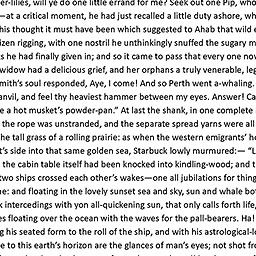 er-lilies, will ye do one little errand for me? Seek out one Pip, who
—at a critical moment, he had just recalled a little duty ashore, wh
his thought it must have been which suggested to Ahab that wild e
izen rigging, with one nostril he unthinkingly snuffed the sugary m
s he had finally given in; and so it came to pass that every one nov
widow had a delicious grief, and her orphans a truly venerable, leg
mith's soul responded, Aye, I come! And so Perth went a-whaling.
anvil, and feel thy heaviest hammer between my eyes. Answer! Ca
e a hot musket's powder-pan." At last the shank, in one complete
the rope was unstranded, and the separate spread yarns were all
the tall grass of a rolling prairie: as when the western emigrants' ho
t's side into that same golden sea, Starbuck lowly murmured:— "L
the cabin table itself had been knocked into kindling-wood; and t
two ships crossed each other's wakes—one all jubilations for thing
ne: and floating in the lovely sunset sea and sky, sun and whale bot
k intercedings with yon all-quickening sun, that only calls forth life,
es floating over the ocean with the waves for the pall-bearers. Ha!
ng his seated form to the roll of the ship, and with his astrological-lo
e to this earth's horizon are the glances of man's eyes; not shot fro